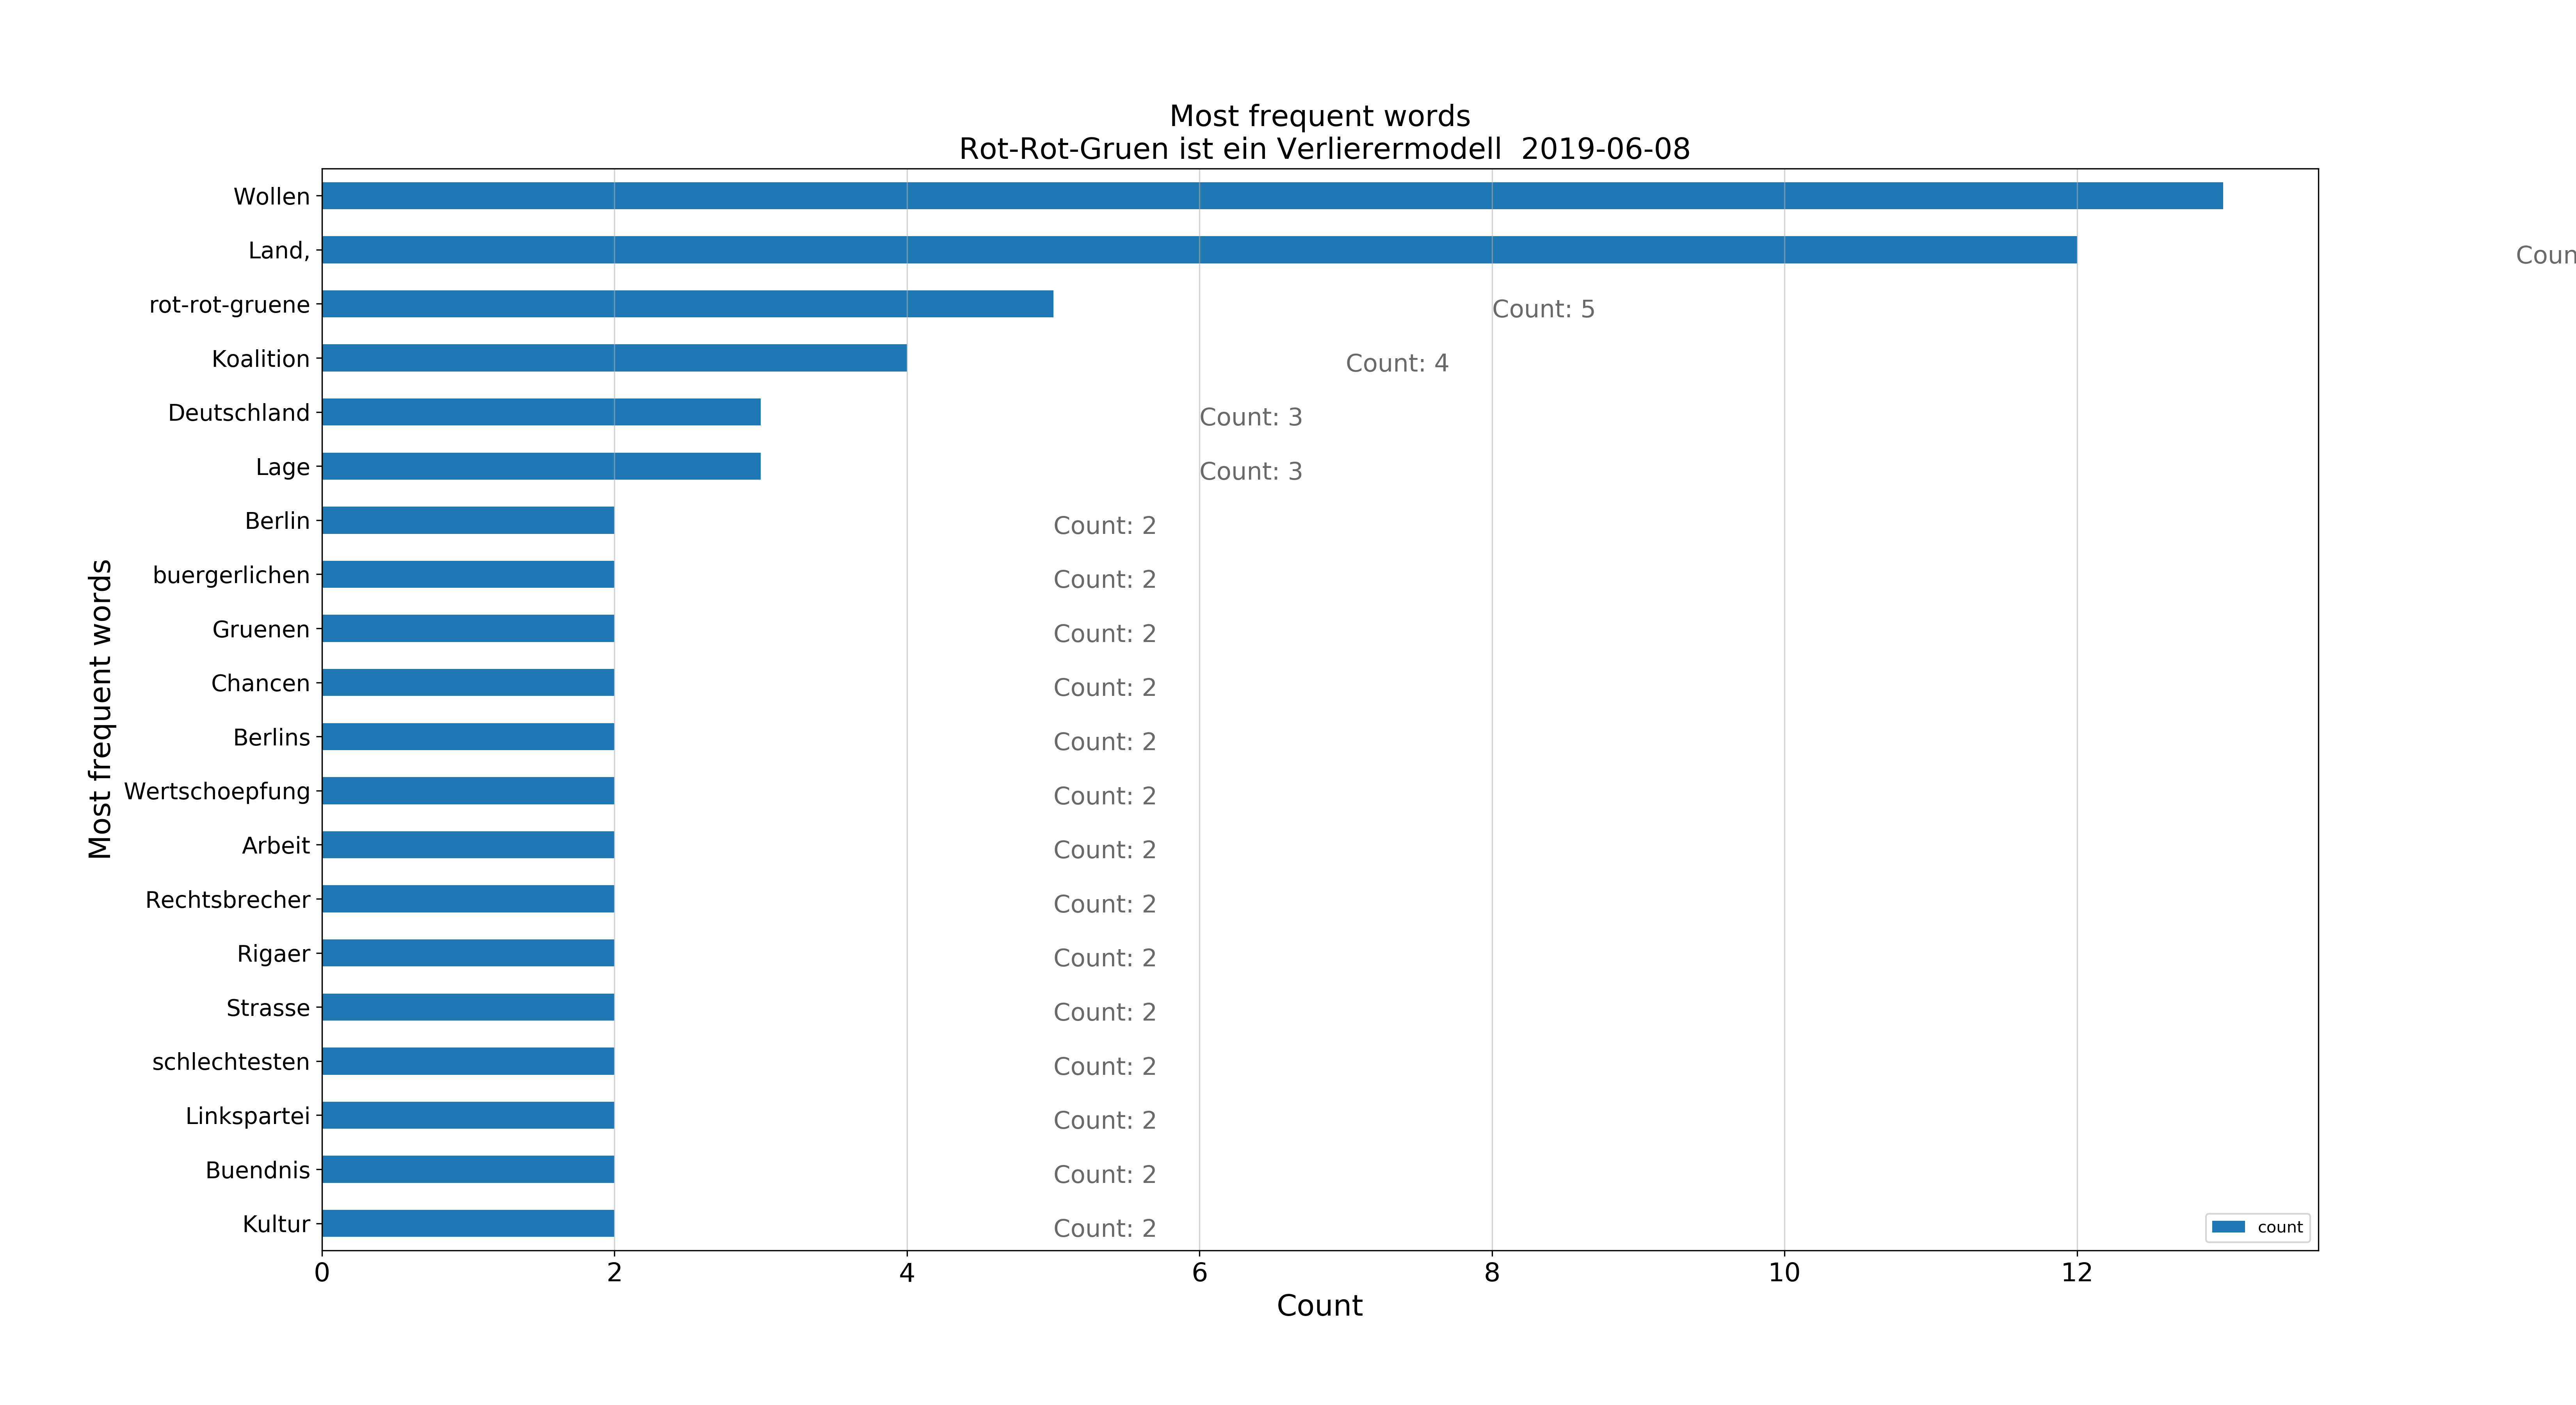 Most frequent words
Rot-Rot-Gruen ist ein Verlierermodell  2019-06-08
Most frequent words
Wollen
Land,
rot-rot-gruene Count: 5
Koalition Count: 4
Deutschland Count: 3
Lage Count: 3
Berlin Count: 2
buergerlichen Count: 2
Gruenen Count: 2
Chancen Count: 2
Berlins Count: 2
Wertschoepfung Count: 2
Arbeit Count: 2
Rechtsbrecher Count: 2
Rigaer Count: 2
Strasse Count: 2
schlechtesten Count: 2
Linkspartei Count: 2
Buendnis Count: 2
Kultur Count: 2
count
0 2 4 6 8 10 12
Count